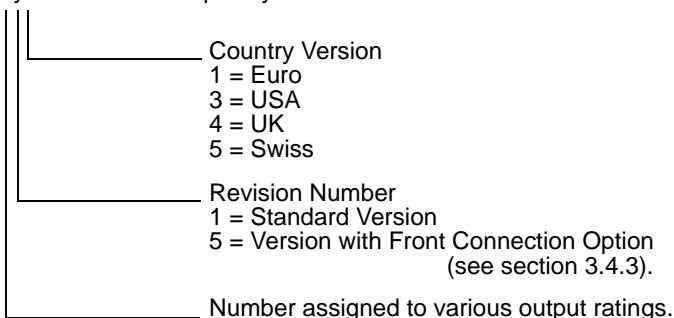 Country Version
1 = Euro
3 = USA
4 = UK
5 = Swiss
Revision Number
1 = Standard Version
5 = Version with Front Connection Option
(see section 3.4.3).
Number assigned to various output ratings.